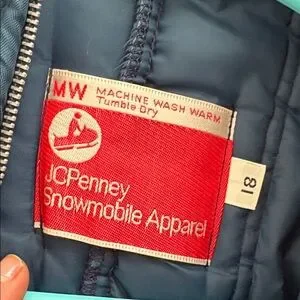 MW MACHINE WASH WARM
Tumble Dry
JCPenney
Snowmobile Apparel
18